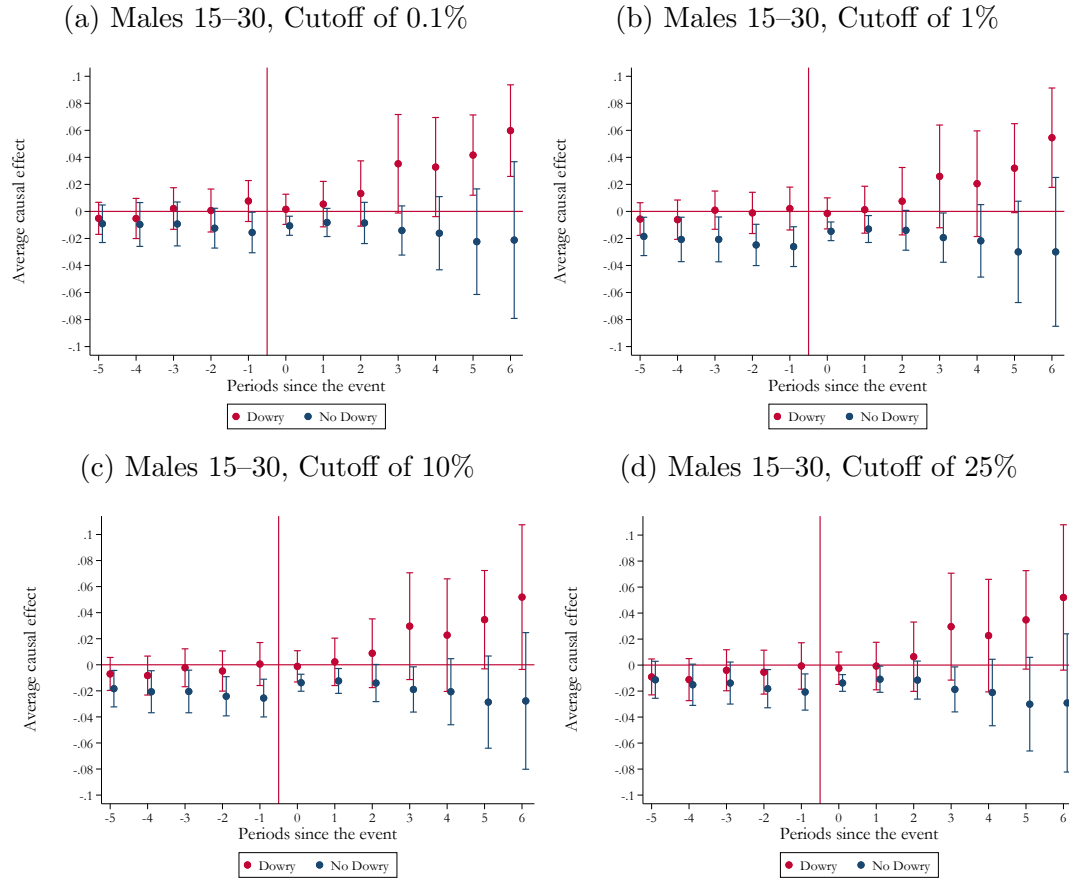 (a) Males 15–30, Cutoff of 0.1%
Average causal effect
.1
.08
.06
.04
.02
0
-.02
-.04
-.06
-.08
-.1
-5 -4 -3 -2 -1 0 1 2 3 4 5 6
Periods since the event
Dowry No Dowry
(b) Males 15–30, Cutoff of 1%
Average causal effect
.1
.08
.06
.04
.02
0
-.02
-.04
-.06
-.08
-.1
-5 -4 -3 -2 -1 0 1 2 3 4 5 6
Periods since the event
Dowry No Dowry
(c) Males 15–30, Cutoff of 10%
Average causal effect
.1
.08
.06
.04
.02
0
-.02
-.04
-.06
-.08
-.1
-5 -4 -3 -2 -1 0 1 2 3 4 5 6
Periods since the event
Dowry No Dowry
(d) Males 15–30, Cutoff of 25%
Average causal effect
.1
.08
.06
.04
.02
0
-.02
-.04
-.06
-.08
-.1
-5 -4 -3 -2 -1 0 1 2 3 4 5 6
Periods since the event
Dowry No Dowry